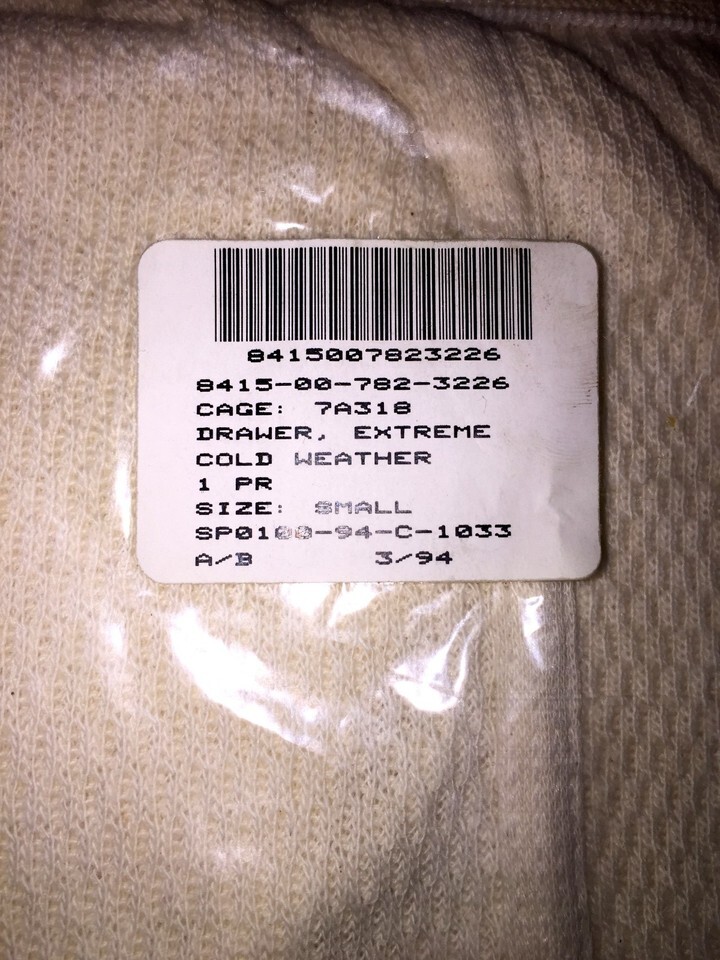 8415007823226
8415-00-782-3226
CAGE: 7A318
DRAWER, EXTREME
COLD WEATHER
1 PR
SIZE: SMALL
SP0100-94-C-1033
A/B 3/94